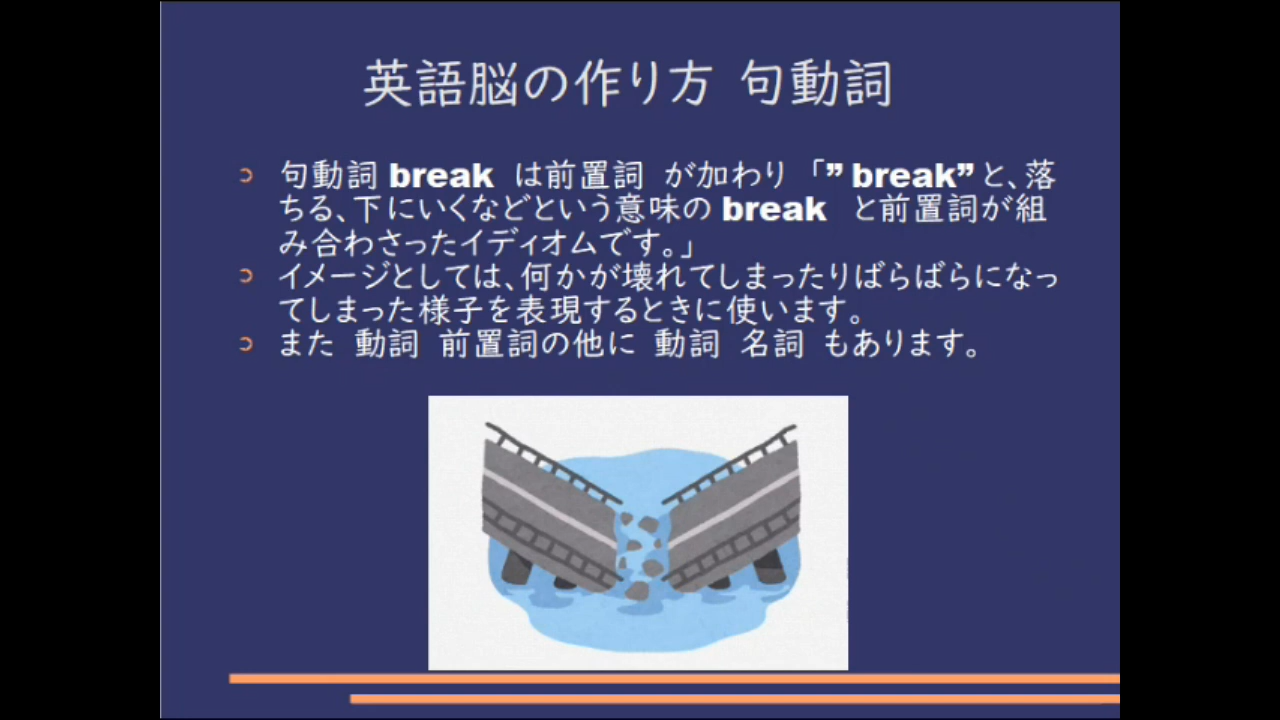 英語脳の作り方 句動詞
句動詞 break は前置詞 が加わり 「” break” と、落
ちる、下にいくなどという意味の break と前置詞が組
み合わさったイディオムです。」
イメージとしては、何かが壊れてしまったりばらばらになっ
てしまった様子を表現するときに使います。
また 動詞 前置詞の他に 動詞 名詞 もあります。